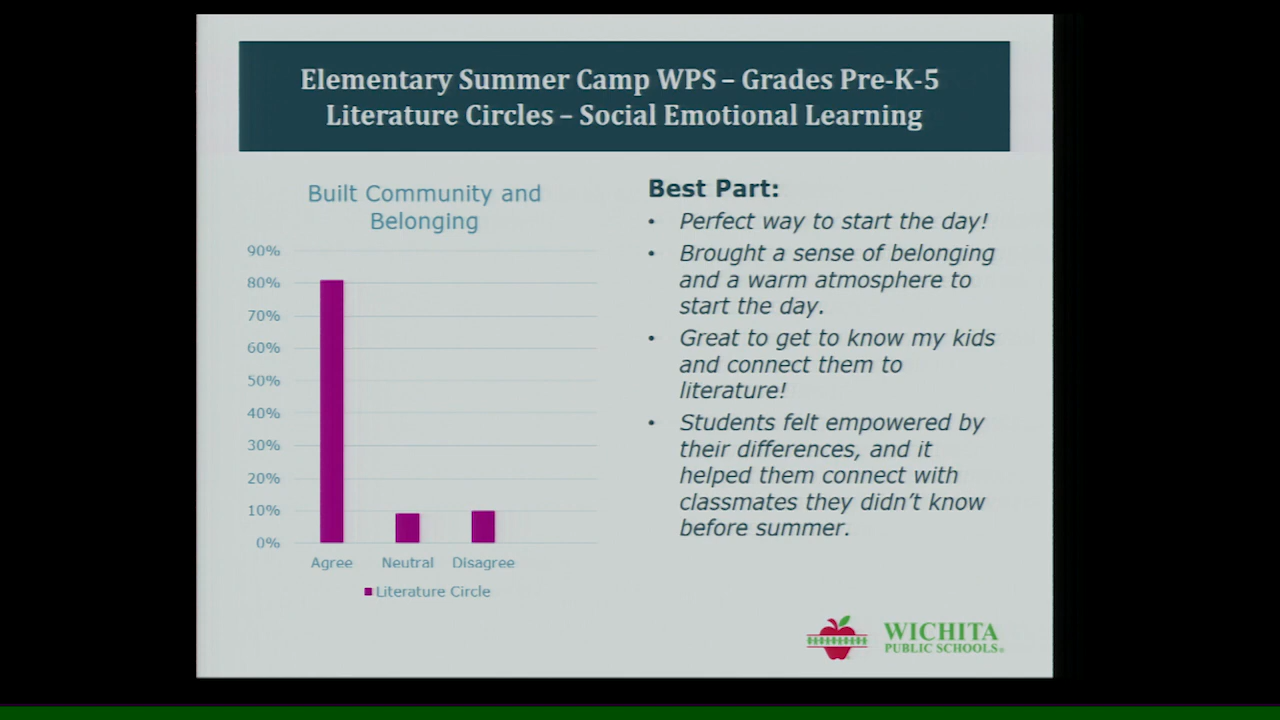 Elementary Summer Camp WPS – Grades Pre-K-5
Literature Circles – Social Emotional Learning
Built Community and
Belonging
90%
80%
70%
60%
50%
40%
30%
20%
10%
0%
Agree Neutral Disagree
Literature Circle
Best Part:
• Perfect way to start the day!
• Brought a sense of belonging
and a warm atmosphere to
start the day.
• Great to get to know my kids
and connect them to
literature!
• Students felt empowered by
their differences, and it
helped them connect with
classmates they didn't know
before summer.
WICHITA
PUBLIC SCHOOLS®